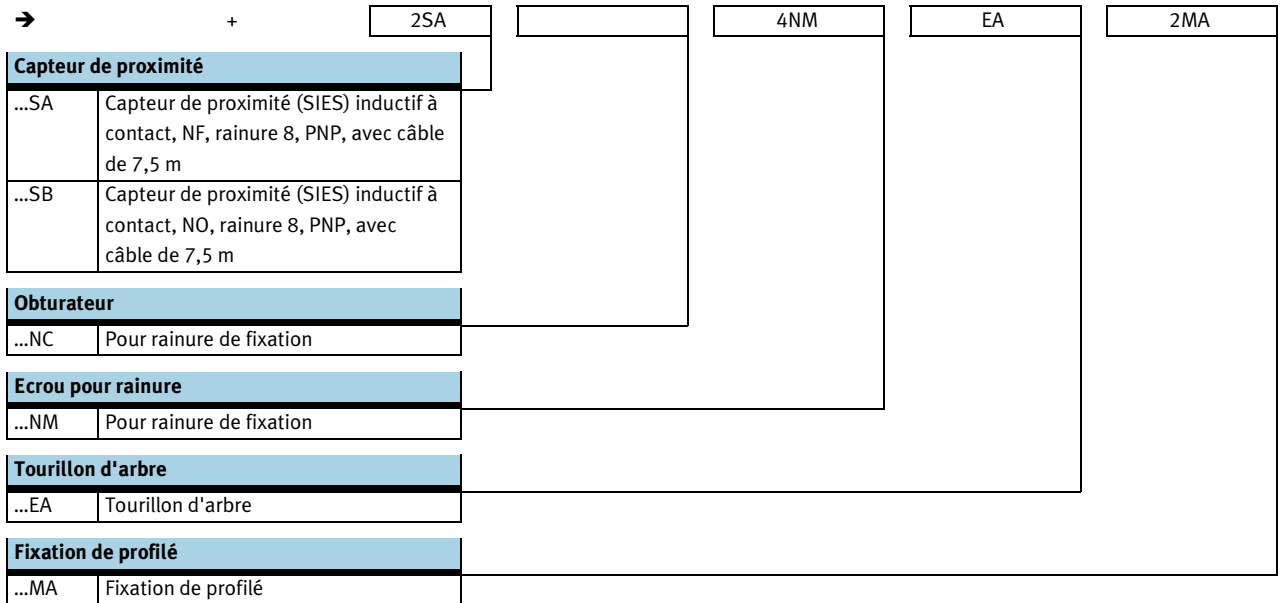 ➔ + 2SA 4NM EA 2MA
Capteur de proximité
...SA Capteur de proximité (SIES) inductif à
contact, NF, rainure 8, PNP, avec câble
de 7,5 m
...SB Capteur de proximité (SIES) inductif à
contact, NO, rainure 8, PNP, avec
câble de 7,5 m
Obturateur
...NC Pour rainure de fixation
Ecrou pour rainure
...NM Pour rainure de fixation
Tourillon d'arbre
...EA Tourillon d'arbre
Fixation de profilé
...MA Fixation de profilé